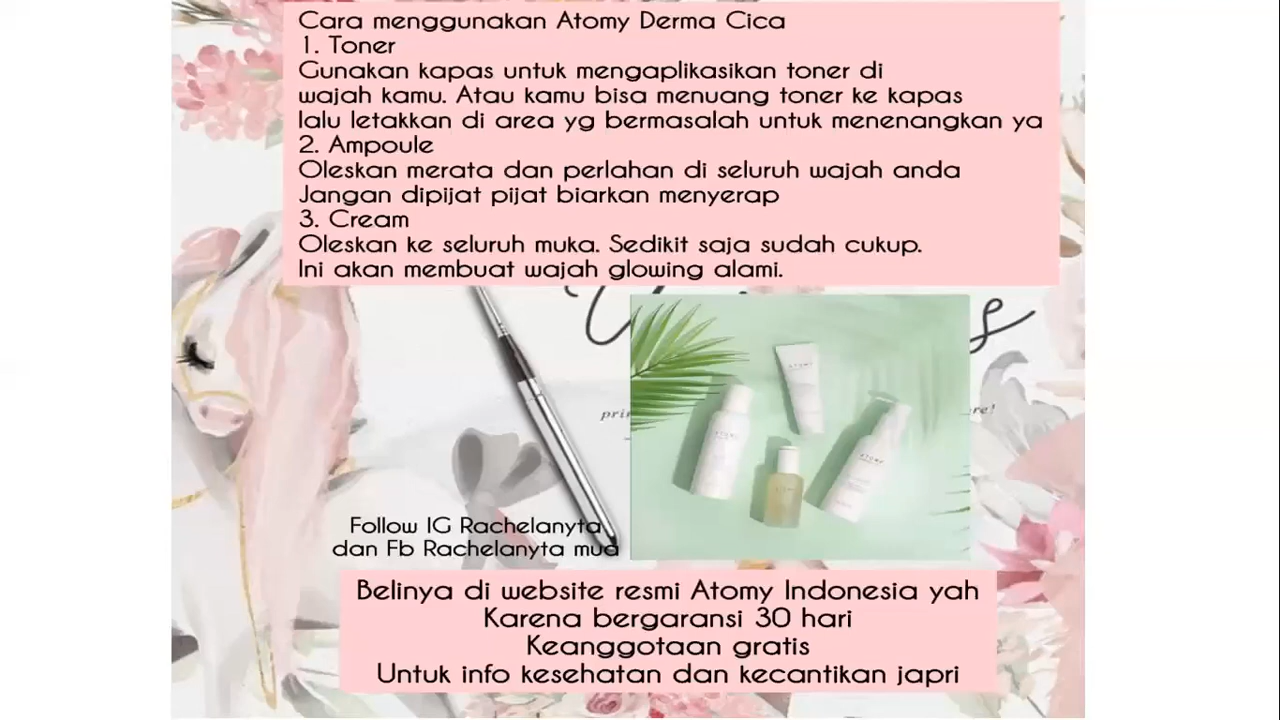 Cara menggunakan Atomy Derma Cica
1. Toner
Gunakan kapas untuk mengaplikasikan toner di
wajah kamu. Atau kamu bisa menuang toner ke kapas
lalu letakkan di area yg bermasalah untuk menenangkan ya
2. Ampoule
Oleskan merata dan perlahan di seluruh wajah anda
Jangan dipijat pijat biarkan menyerap
3. Cream
Oleskan ke seluruh muka. Sedikit saja sudah cukup.
Ini akan membuat wajah glowing alami.
ATOMY
ATOMY
ATOMY
Follow IG Rachelanyta
dan Fb Rachelanyta mua
Belinya di website resmi Atomy Indonesia yah
Karena bergaransi 30 hari
Keanggotaan gratis
Untuk info kesehatan dan kecantikan japri